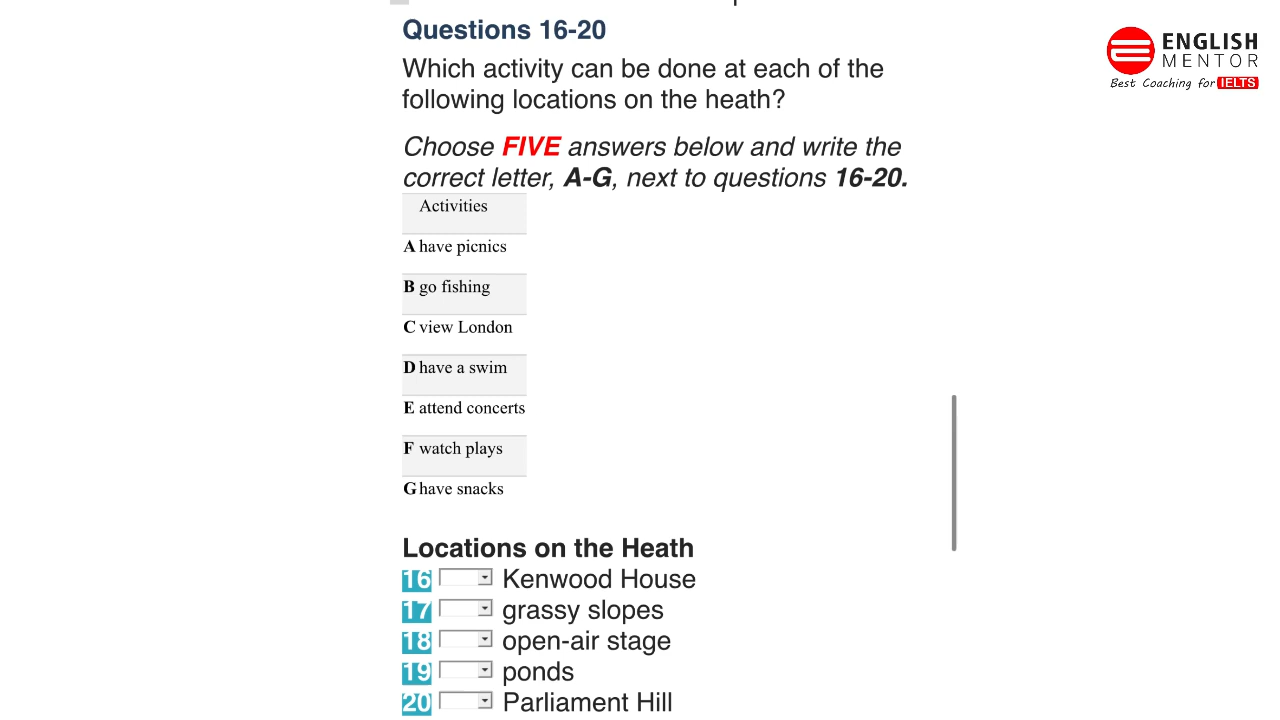 Questions 16-20
ENGLISH
MENTOR
Best Coaching for IELTS
Which activity can be done at each of the
following locations on the heath?
Choose FIVE answers below and write the
correct letter, A-G, next to questions 16-20.
Activities
A have picnics
B go fishing
C view London
D have a swim
E attend concerts
F watch plays
G have snacks
Locations on the Heath
16 Kenwood House
17 grassy slopes
18 open-air stage
19 ponds
20 Parliament Hill